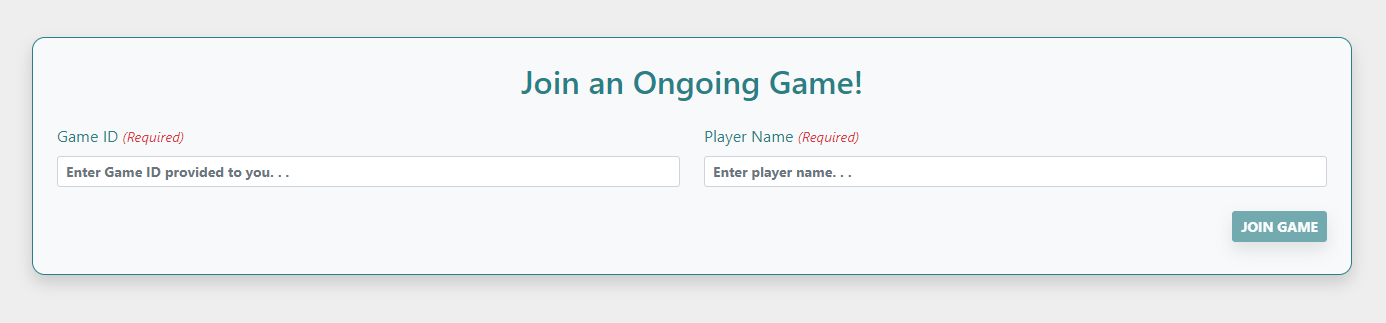 Join an Ongoing Game!
Game ID (Required)
Player Name (Required)
Enter Game ID provided to you. . .
Enter player name. . .
JOIN GAME